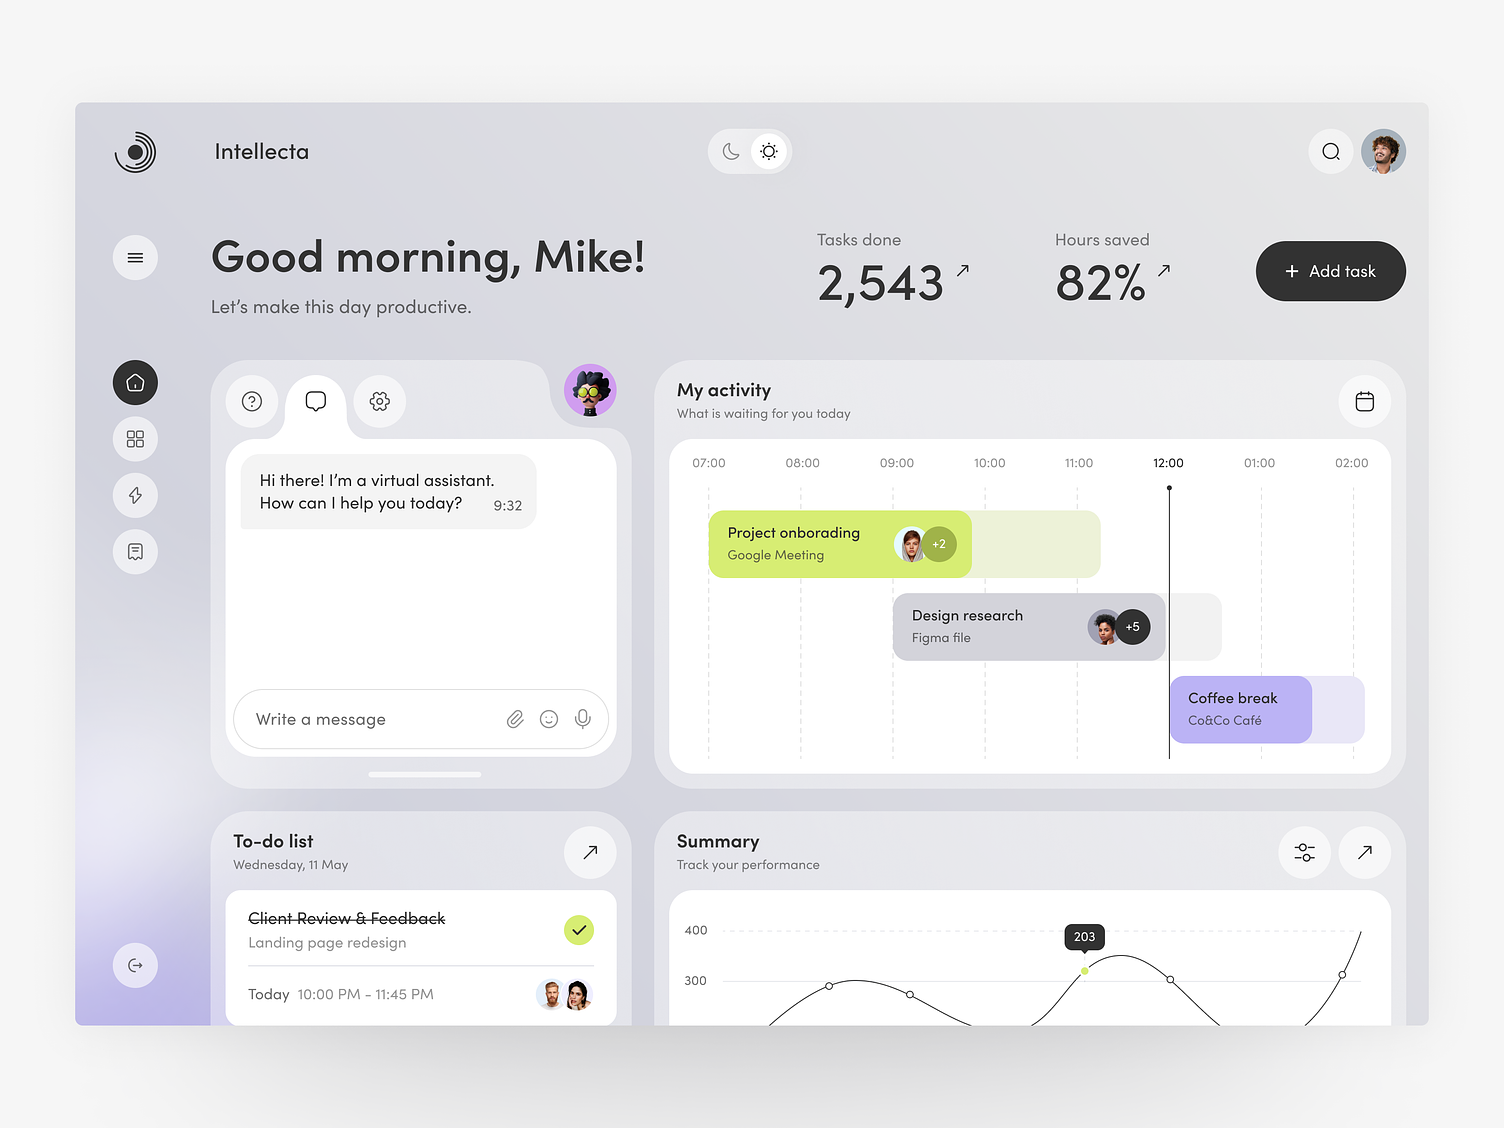 Intellecta
Good morning, Mike!
Let's make this day productive.
Tasks done
2,543
Hours saved
82%
+ Add task
Hi there! I'm a virtual assistant.
How can I help you today?
9:32
Write a message
My activity
What is waiting for you today
07:00 08:00 09:00 10:00 11:00 12:00 01:00 02:00
Project onborading
Google Meeting
+2
Design research
Figma file
+5
Coffee break
Co&Co Café
To-do list
Wednesday, 11 May
Client Review & Feedback
Landing page redesign
Today 10:00 PM - 11:45 PM
Summary
Track your performance
400
203
300